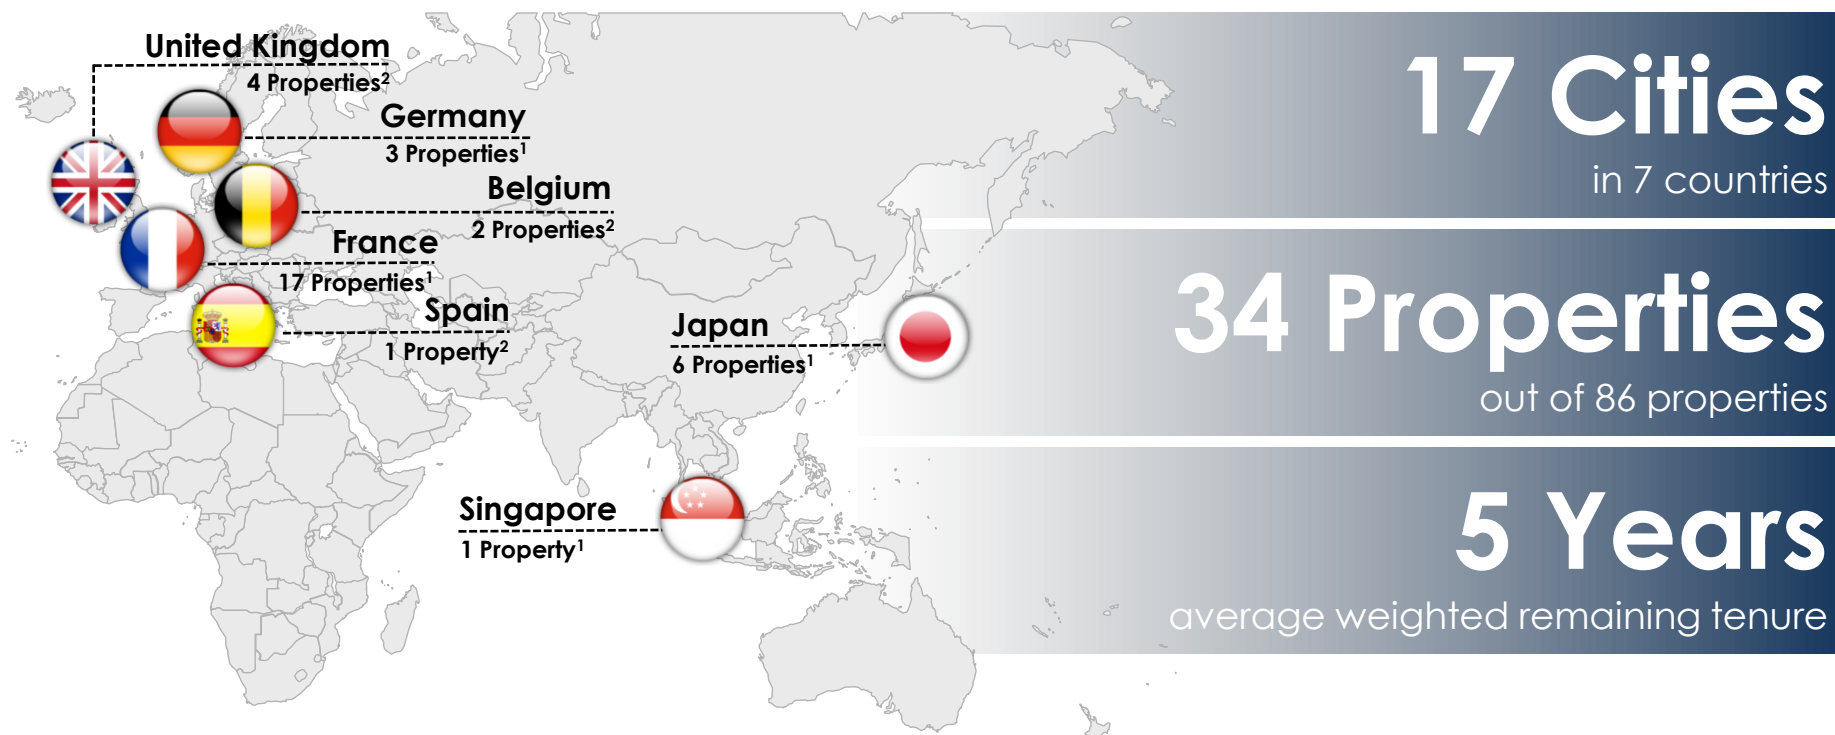 United Kingdom
4 Properties²
Germany
3 Properties¹
Belgium
2 Properties²
France
17 Properties¹
Spain
1 Property²
Japan
6 Properties¹
Singapore
1 Property¹
17 Cities
in 7 countries
34 Properties
out of 86 properties
5 Years
average weighted remaining tenure